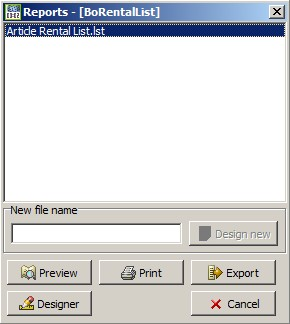 Reports - [BoRentalList]
Article Rental List.lst
New file name
Design new
Preview
Print
Export
Designer
Cancel